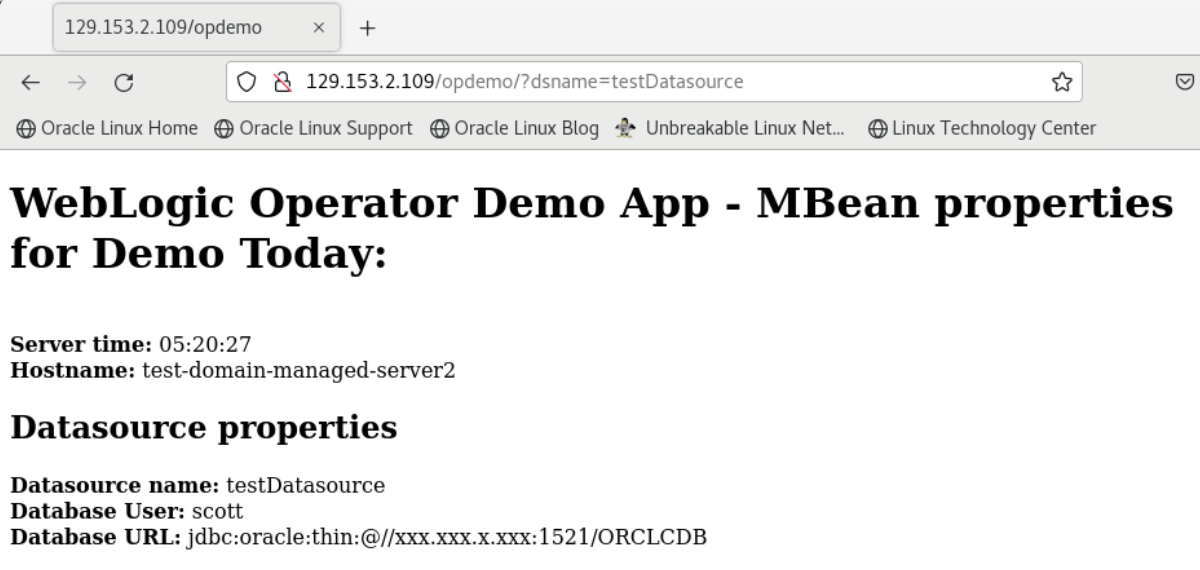 129.153.2.109/opdemo
129.153.2.109/opdemo/?dsname=testDatasource
Oracle Linux Home Oracle Linux Support Oracle Linux Blog Unbreakable Linux Net... Linux Technology Center
WebLogic Operator Demo App - MBean properties
for Demo Today:
Server time: 05:20:27
Hostname: test-domain-managed-server2
Datasource properties
Datasource name: testDatasource
Database User: scott
Database URL: jdbc:oracle:thin:@//xxx.xxx.x.xxx:1521/ORCLCDB